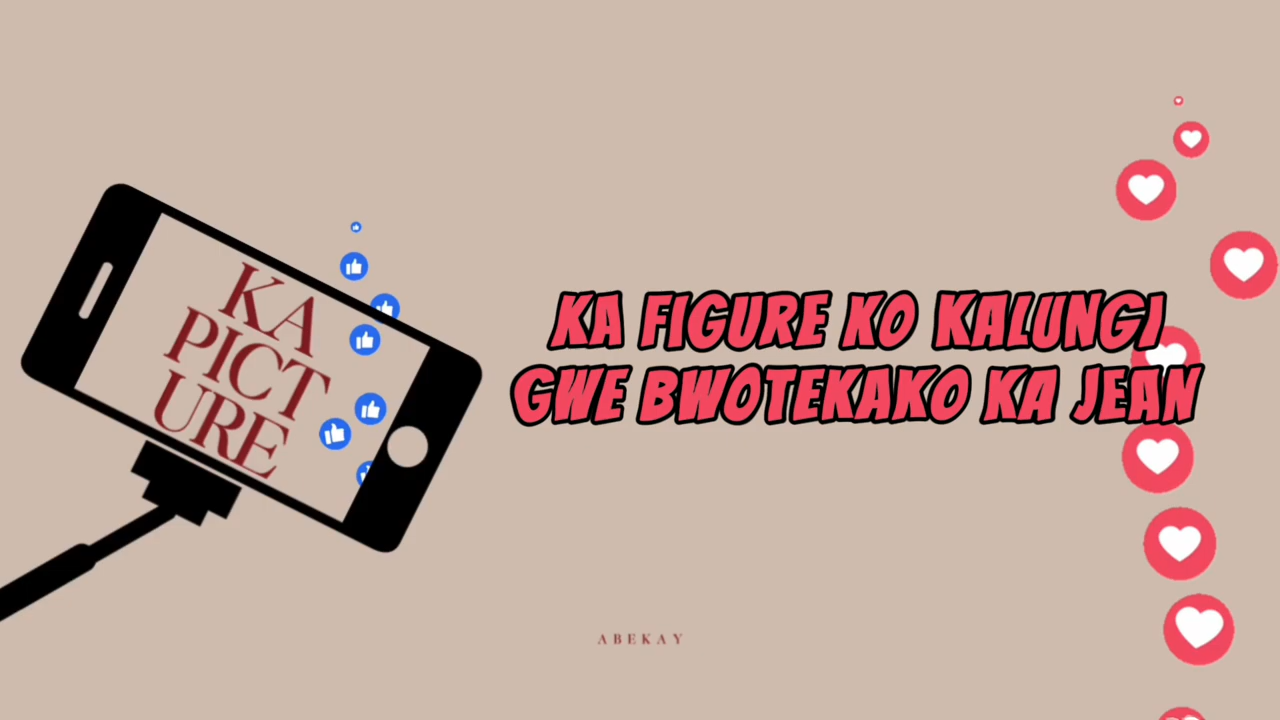 KA
PICT
URE
KA FIGURE KO KALUNGI
GWE BWOTEKAKO KA JEAN
ABEKAY